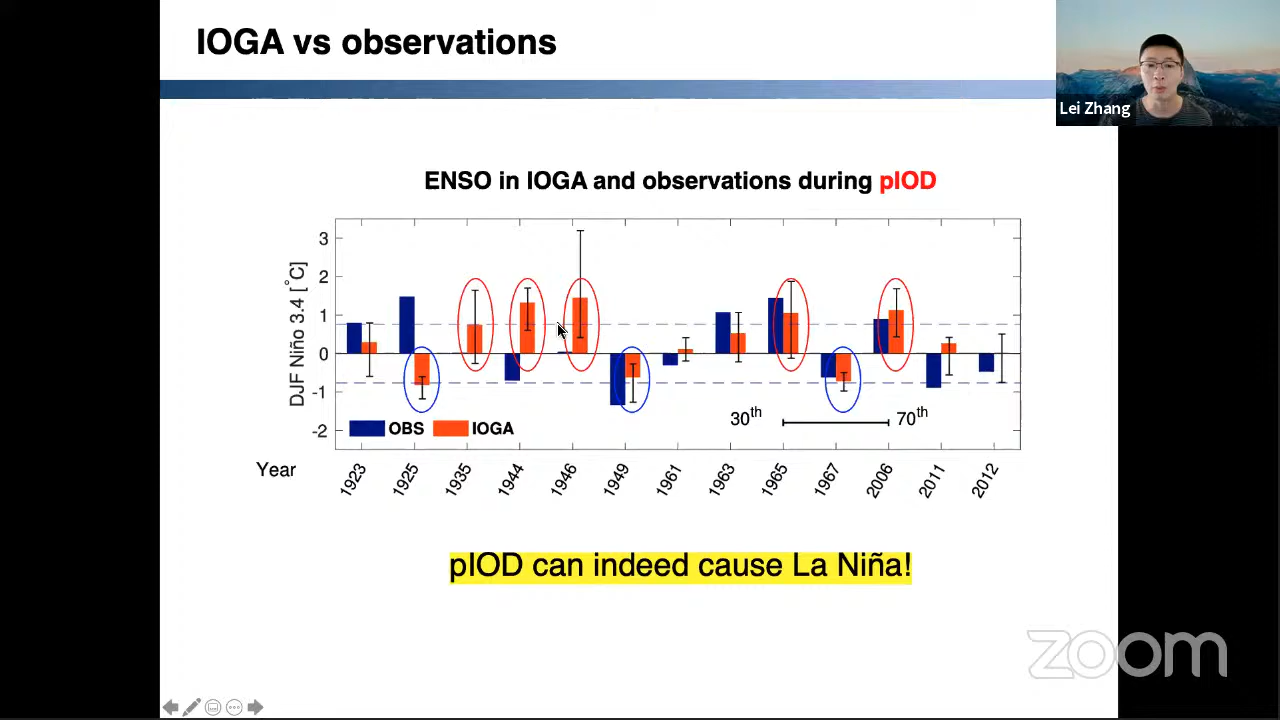 IOGA vs observations
Lei Zhang
ENSO in IOGA and observations during pIOD
DJF Niño 3.4 [°C]
3
2
1
0
-1
-2
30th
70th
OBS
IOGA
Year
1923
1925
1935
1944
1946
1949
1961
1963
1965
1967
2006
2011
2012
pIOD can indeed cause La Niña!
zoom